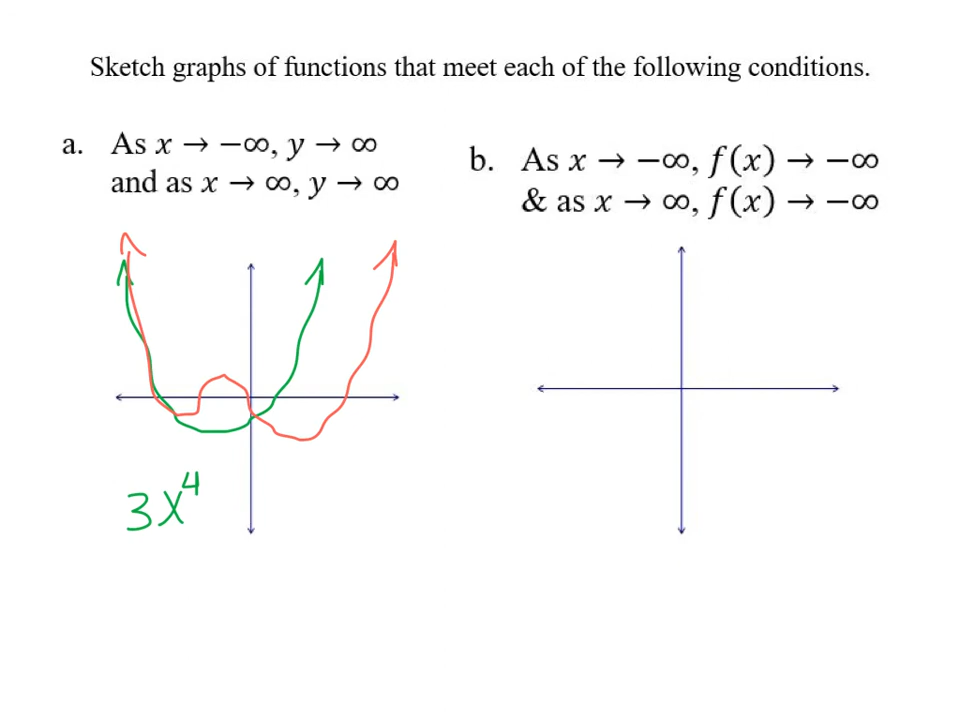 Sketch graphs of functions that meet each of the following conditions.
a. As x → −∞, y → ∞
and as x → ∞, y → ∞
b. As x → −∞, f(x) → −∞
& as x → ∞, f(x) → −∞
3x⁴